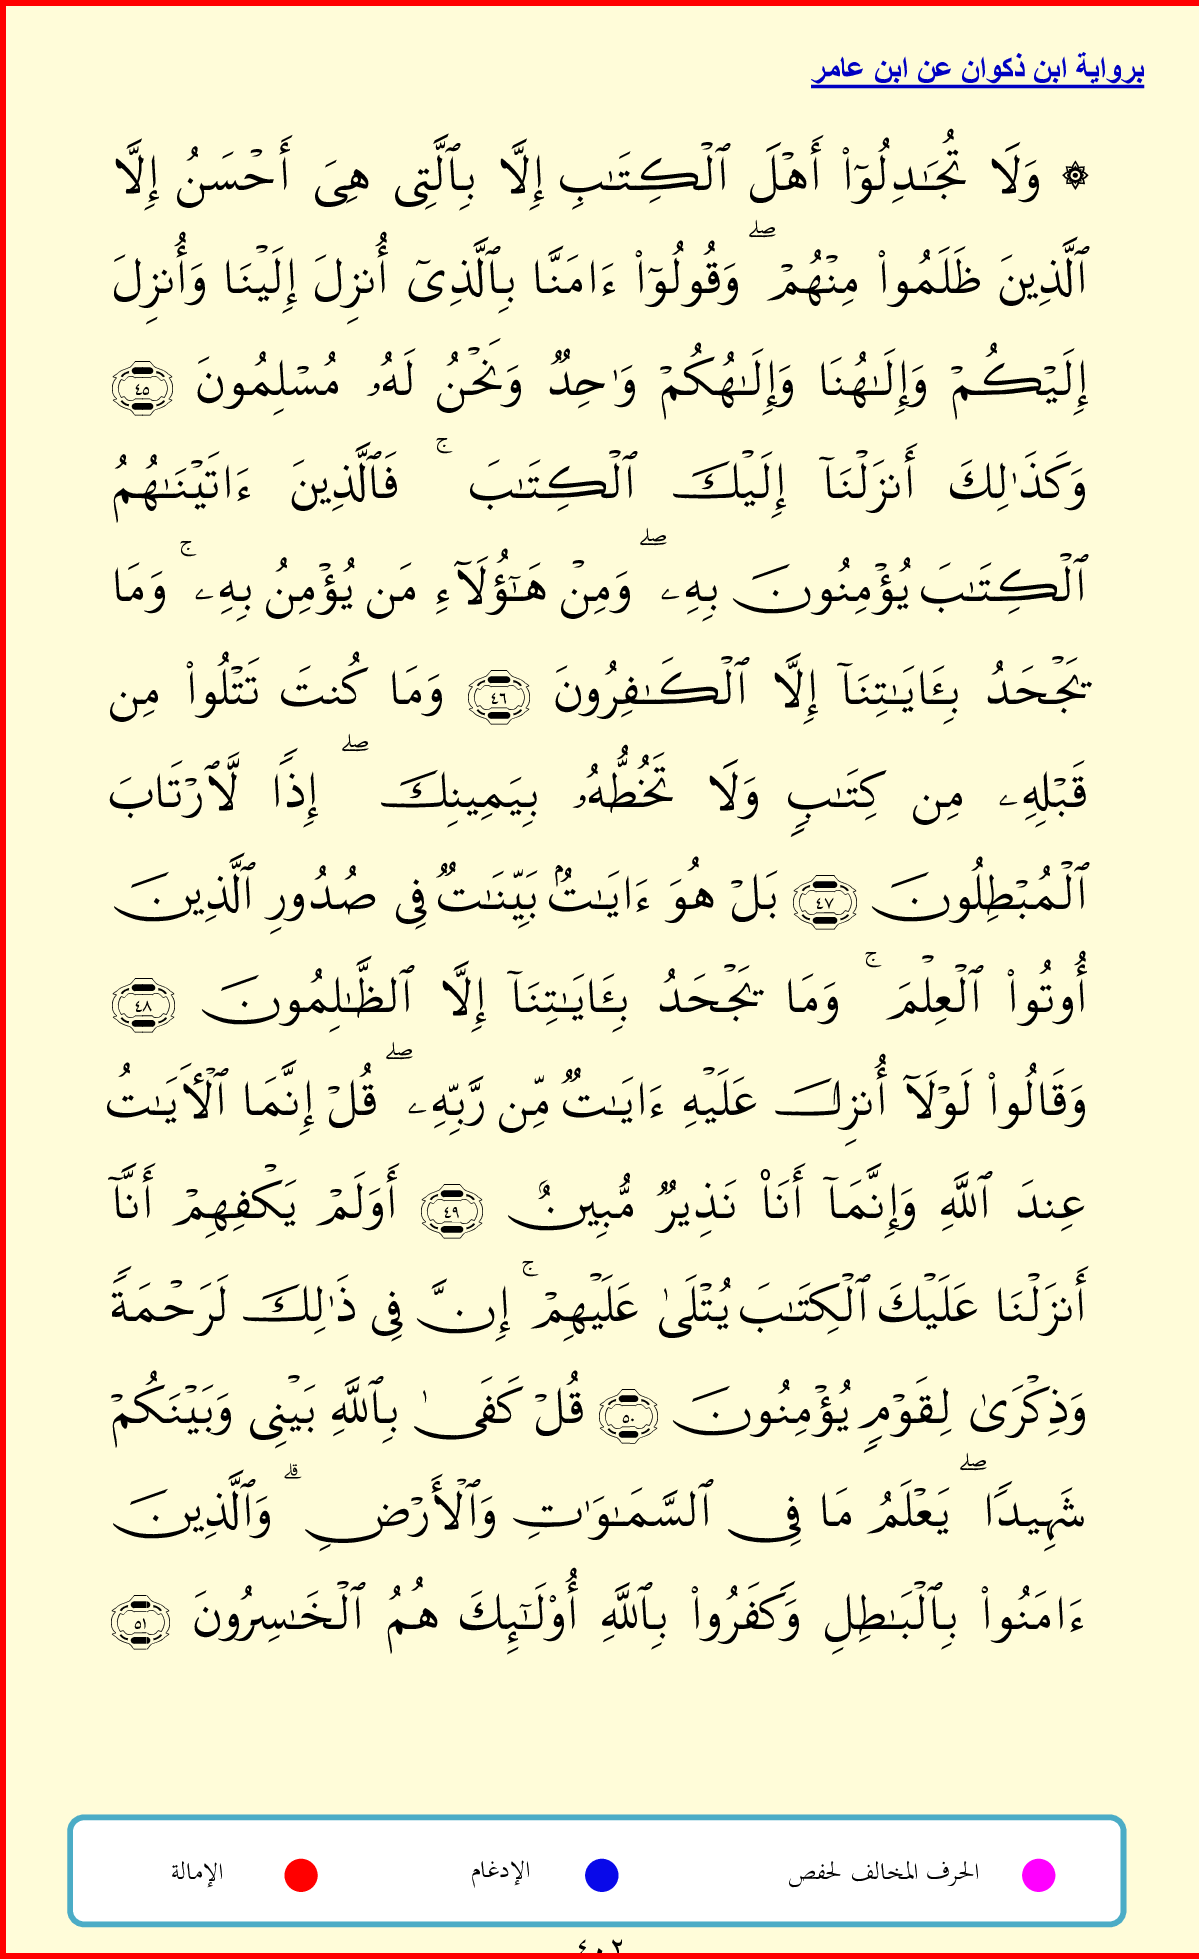 برواية ابن ذكوان عن ابن عامر
۞ وَلَا تُجَـٰدِلُوٓا۟ أَهْلَ ٱلْكِتَـٰبِ إِلَّا بِٱلَّتِى هِىَ أَحْسَنُ إِلَّا
ٱلَّذِينَ ظَلَمُوا۟ مِنْهُمْ ۖ وَقُولُوٓا۟ ءَامَنَّا بِٱلَّذِىٓ أُنزِلَ إِلَيْنَا وَأُنزِلَ
إِلَيْكُمْ وَإِلَـٰهُنَا وَإِلَـٰهُكُمْ وَٰحِدٌ وَنَحْنُ لَهُۥ مُسْلِمُونَ ٤٥
وَكَذَٰلِكَ أَنزَلْنَآ إِلَيْكَ ٱلْكِتَـٰبَ ۚ فَٱلَّذِينَ ءَاتَيْنَـٰهُمُ
ٱلْكِتَـٰبَ يُؤْمِنُونَ بِهِۦ ۖ وَمِنْ هَـٰٓؤُلَآءِ مَن يُؤْمِنُ بِهِۦ ۚ وَمَا
يَجْحَدُ بِـَٔايَـٰتِنَآ إِلَّا ٱلْكَـٰفِرُونَ ٤٦ وَمَا كُنتَ تَتْلُوا۟ مِن
قَبْلِهِۦ مِن كِتَـٰبٍ وَلَا تَخُطُّهُۥ بِيَمِينِكَ ۖ إِذًا لَّٱرْتَابَ
ٱلْمُبْطِلُونَ ٤٧ بَلْ هُوَ ءَايَـٰتٌۢ بَيِّنَـٰتٌ فِى صُدُورِ ٱلَّذِينَ
أُوتُوا۟ ٱلْعِلْمَ ۚ وَمَا يَجْحَدُ بِـَٔايَـٰتِنَآ إِلَّا ٱلظَّـٰلِمُونَ ٤٨
وَقَالُوا۟ لَوْلَآ أُنزِلَ عَلَيْهِ ءَايَـٰتٌ مِّن رَّبِّهِۦ ۖ قُلْ إِنَّمَا ٱلْأَيَـٰتُ
عِندَ ٱللَّهِ وَإِنَّمَآ أَنَا۠ نَذِيرٌ مُّبِينٌ ٤٩ أَوَلَمْ يَكْفِهِمْ أَنَّآ
أَنزَلْنَا عَلَيْكَ ٱلْكِتَـٰبَ يُتْلَىٰ عَلَيْهِمْ ۚ إِنَّ فِى ذَٰلِكَ لَرَحْمَةً
وَذِكْرَىٰ لِقَوْمٍ يُؤْمِنُونَ ٥٠ قُلْ كَفَىٰ بِٱللَّهِ بَيْنِى وَبَيْنَكُمْ
شَهِيدًا ۖ يَعْلَمُ مَا فِى ٱلسَّمَـٰوَٰتِ وَٱلْأَرْضِ ۗ وَٱلَّذِينَ
ءَامَنُوا۟ بِٱلْبَـٰطِلِ وَكَفَرُوا۟ بِٱللَّهِ أُو۟لَـٰٓئِكَ هُمُ ٱلْخَـٰسِرُونَ ٥١
الحرف المخالف لحفص الإدغام الإمالة
٤٠٢